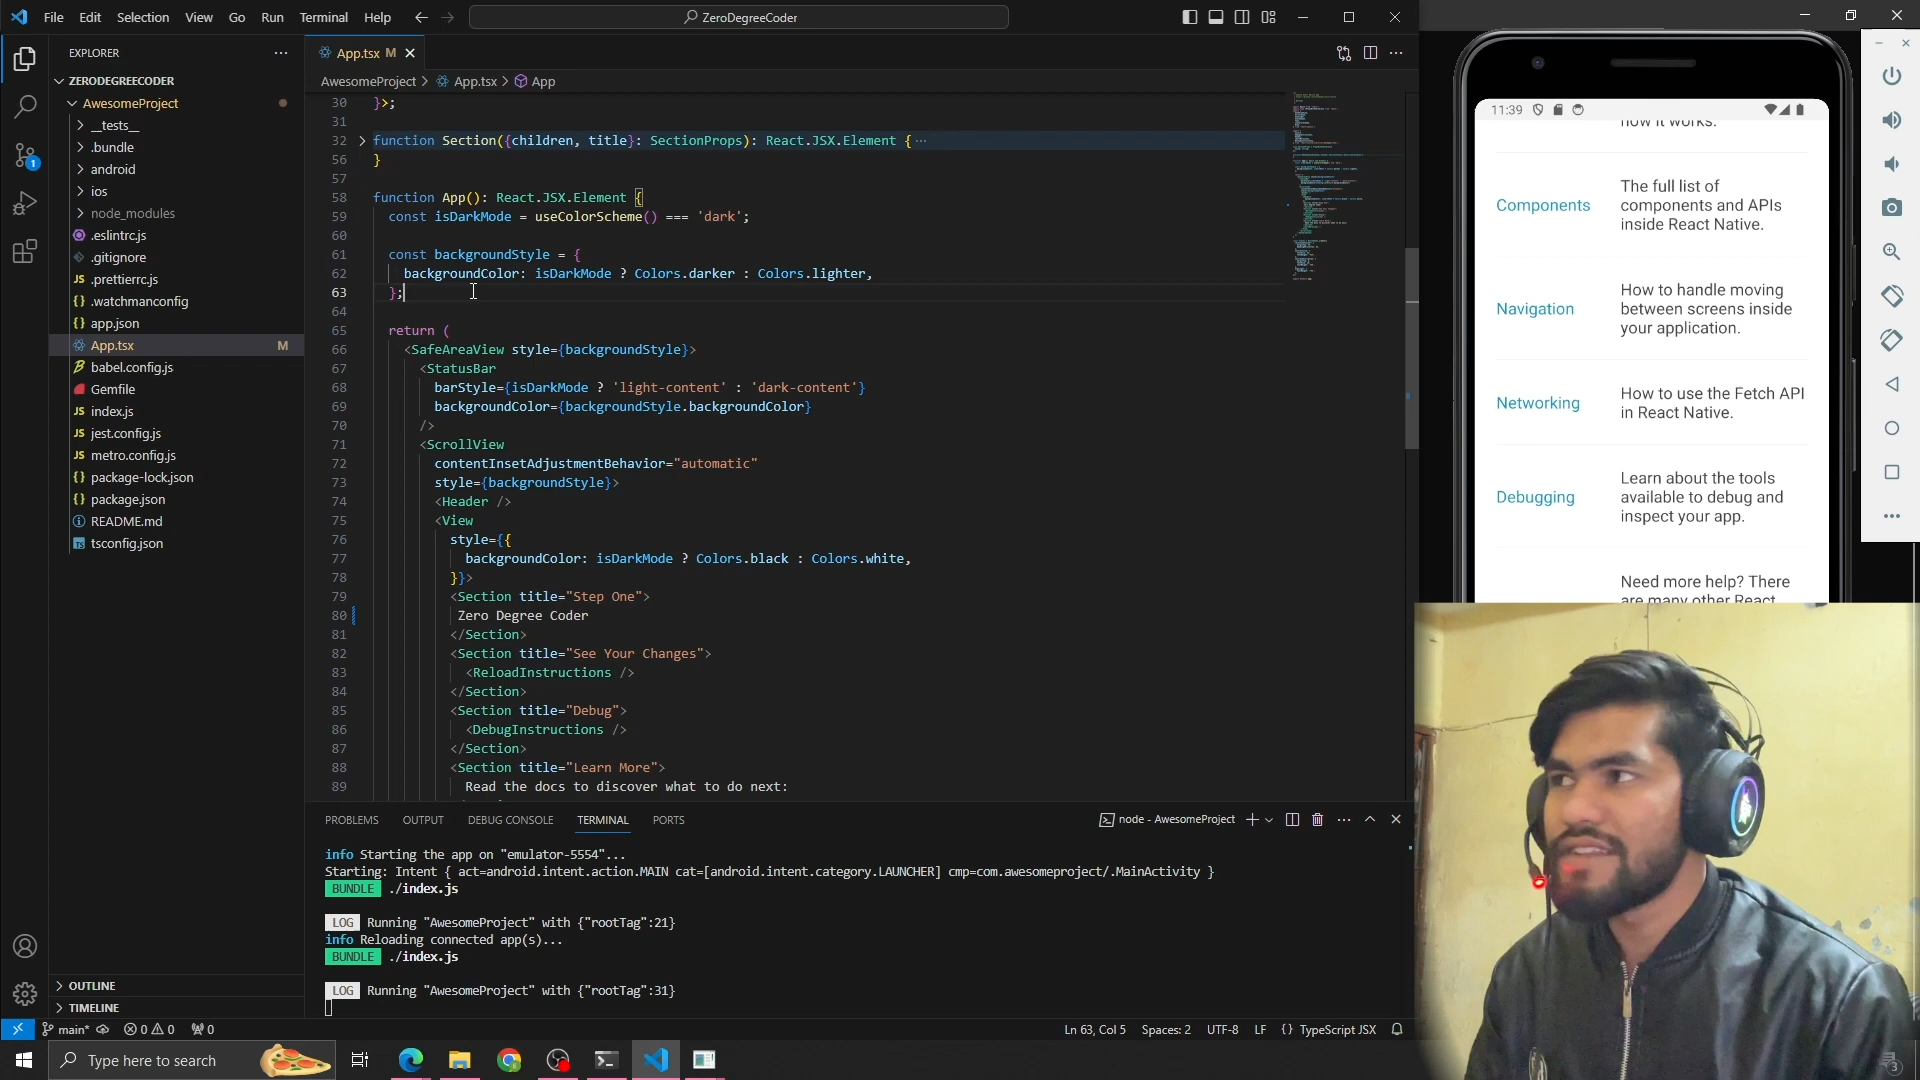 File Edit Selection View Go Run Terminal Help
ZeroDegreeCoder
EXPLORER
ZERODEGREECODER
AwesomeProject
__tests__
.bundle
android
ios
node_modules
.eslintrc.js
.gitignore
JS .prettierrc.js
{} .watchmanconfig
{} app.json
App.tsx M
babel.config.js
Gemfile
JS index.js
JS jest.config.js
JS metro.config.js
{} package-lock.json
{} package.json
README.md
TS tsconfig.json
OUTLINE
TIMELINE
1
App.tsx M
AwesomeProject > App.tsx > App
30 }>;
31
32 function Section({children, title}: SectionProps): React.JSX.Element { ···
56 }
57
58 function App(): React.JSX.Element {
59 const isDarkMode = useColorScheme() === 'dark';
60
61 const backgroundStyle = {
62 backgroundColor: isDarkMode ? Colors.darker : Colors.lighter,
63 };
64
65 return (
66 <SafeAreaView style={backgroundStyle}>
67 <StatusBar
68 barStyle={isDarkMode ? 'light-content' : 'dark-content'}
69 backgroundColor={backgroundStyle.backgroundColor}
70 />
71 <ScrollView
72 contentInsetAdjustmentBehavior="automatic"
73 style={backgroundStyle}>
74 <Header />
75 <View
76 style={{
77 backgroundColor: isDarkMode ? Colors.black : Colors.white,
78 }}>
79 <Section title="Step One">
80 Zero Degree Coder
81 </Section>
82 <Section title="See Your Changes">
83 <ReloadInstructions />
84 </Section>
85 <Section title="Debug">
86 <DebugInstructions />
87 </Section>
88 <Section title="Learn More">
89 Read the docs to discover what to do next:
PROBLEMS OUTPUT DEBUG CONSOLE TERMINAL PORTS
node - AwesomeProject
info Starting the app on "emulator-5554"...
Starting: Intent { act=android.intent.action.MAIN cat=[android.intent.category.LAUNCHER] cmp=com.awesomeproject/.MainActivity }
BUNDLE ./index.js
LOG Running "AwesomeProject" with {"rootTag":21}
info Reloading connected app(s)...
BUNDLE ./index.js
LOG Running "AwesomeProject" with {"rootTag":31}
main* 0 0 0
Ln 63, Col 5 Spaces: 2 UTF-8 LF {} TypeScript JSX
Type here to search
11:39
how it works.
Components
The full list of
components and APIs
inside React Native.
Navigation
How to handle moving
between screens inside
your application.
Networking
How to use the Fetch API
in React Native.
Debugging
Learn about the tools
available to debug and
inspect your app.
Need more help? There
are many other React
3